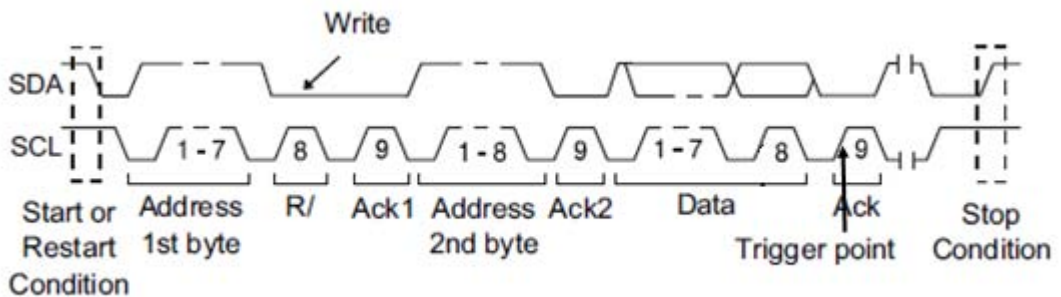 Write
SDA
SCL
1 - 7
8
9
1 - 8
9
1 - 7
8
9
Start or
Restart
Condition
Address
1st byte
R/
Ack1
Address
2nd byte
Ack2
Data
Ack
Trigger point
Stop
Condition